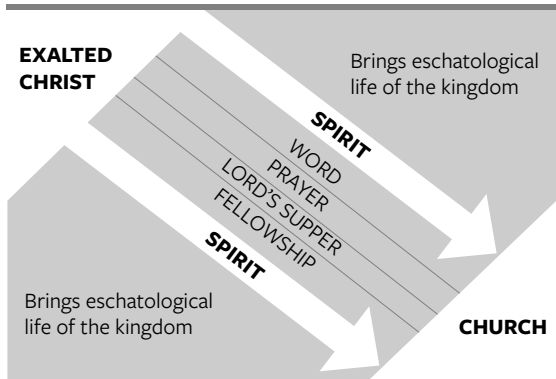 EXALTED
CHRIST
Brings eschatological
life of the kingdom
SPIRIT
WORD
PRAYER
LORD’S SUPPER
FELLOWSHIP
SPIRIT
Brings eschatological
life of the kingdom
CHURCH